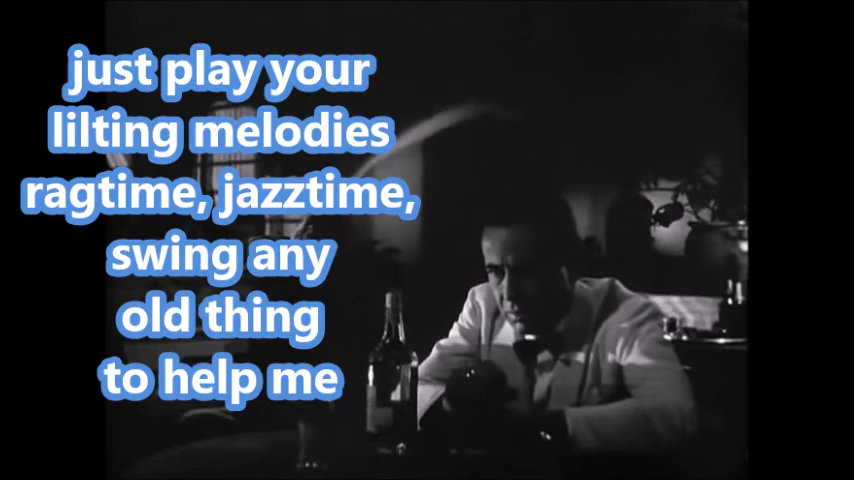 just play your
lilting melodies
ragtime, jazztime,
swing any
old thing
to help me